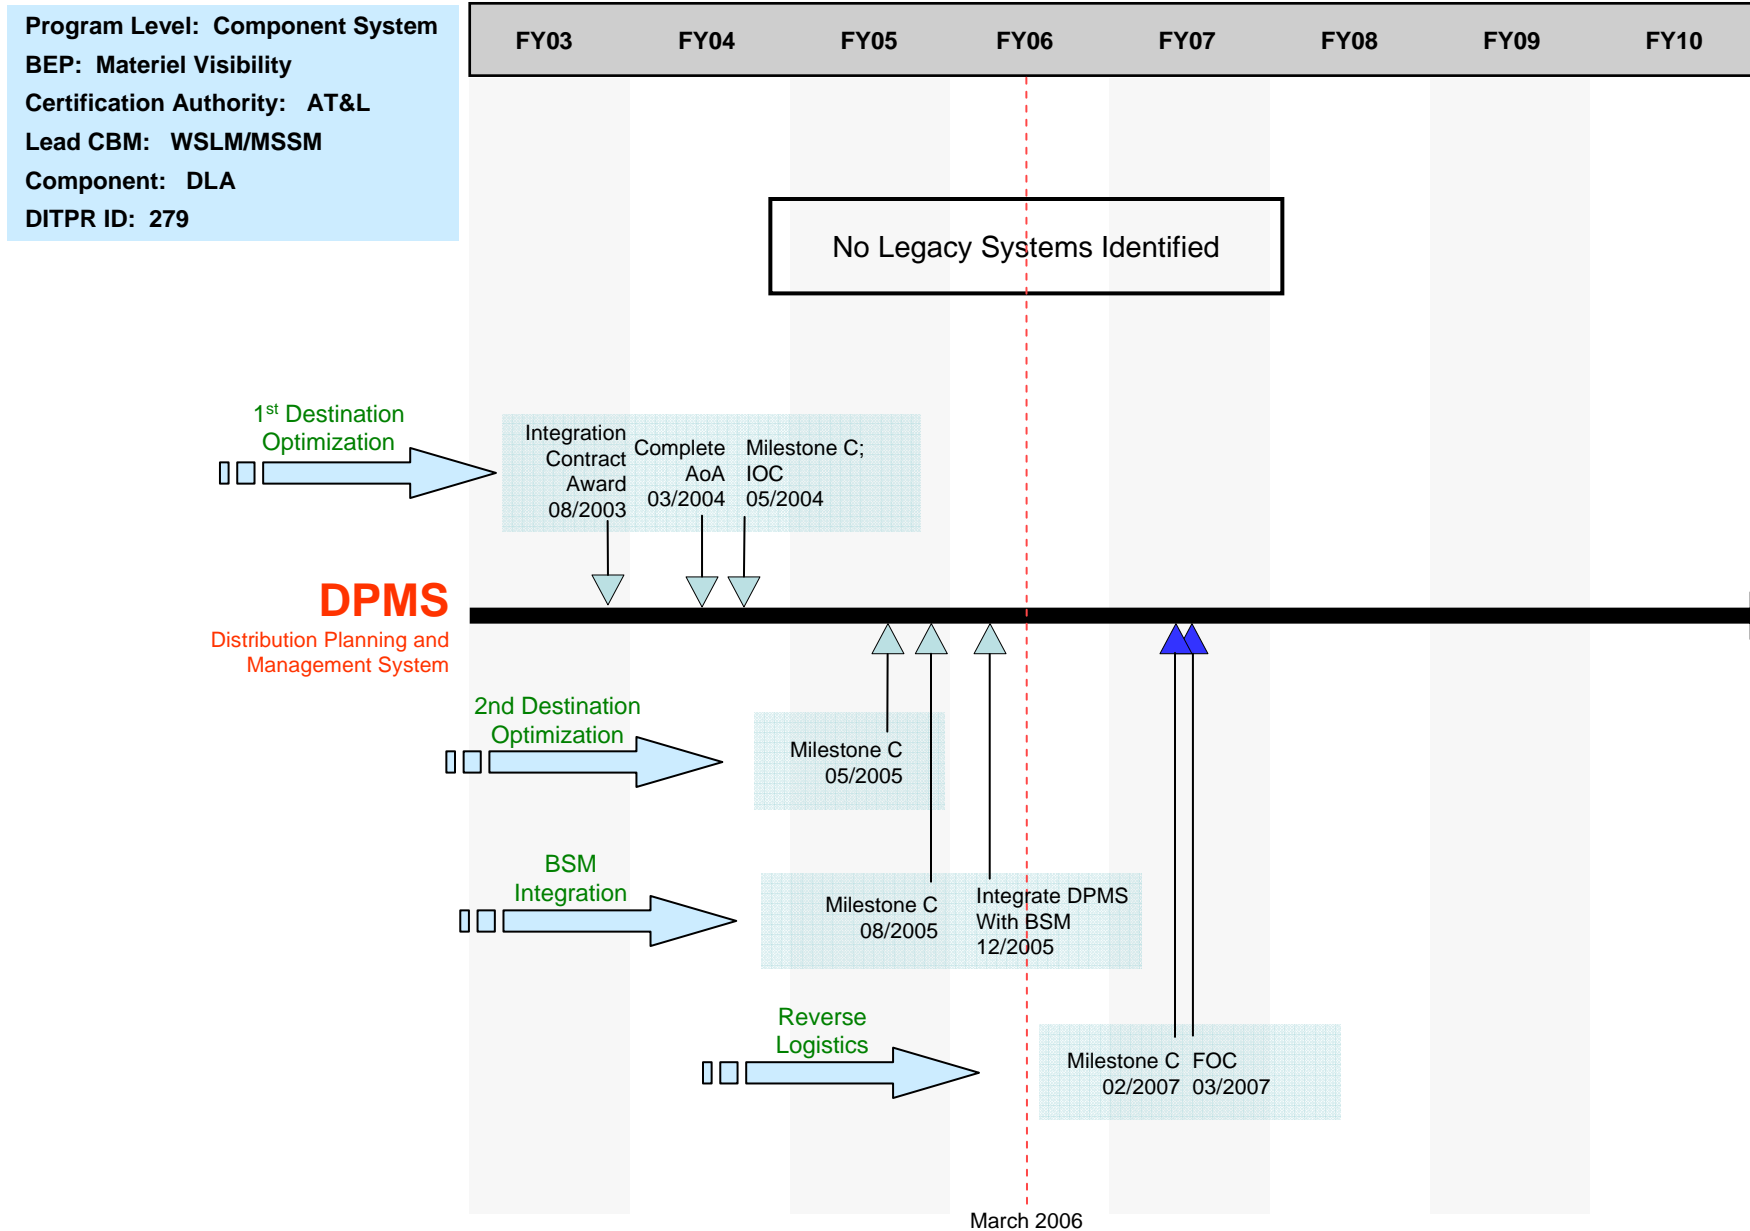 Program Level: Component System
BEP: Materiel Visibility
Certification Authority: AT&L
Lead CBM: WSLM/MSSM
Component: DLA
DITPR ID: 279
FY03 FY04 FY05 FY06 FY07 FY08 FY09 FY10
No Legacy Systems Identified
1st Destination
Optimization
Integration
Contract
Award
08/2003
Complete
AoA
03/2004
Milestone C;
IOC
05/2004
DPMS
Distribution Planning and
Management System
2nd Destination
Optimization
Milestone C
05/2005
BSM
Integration
Milestone C
08/2005
Integrate DPMS
With BSM
12/2005
Reverse
Logistics
Milestone C
02/2007
FOC
03/2007
March 2006